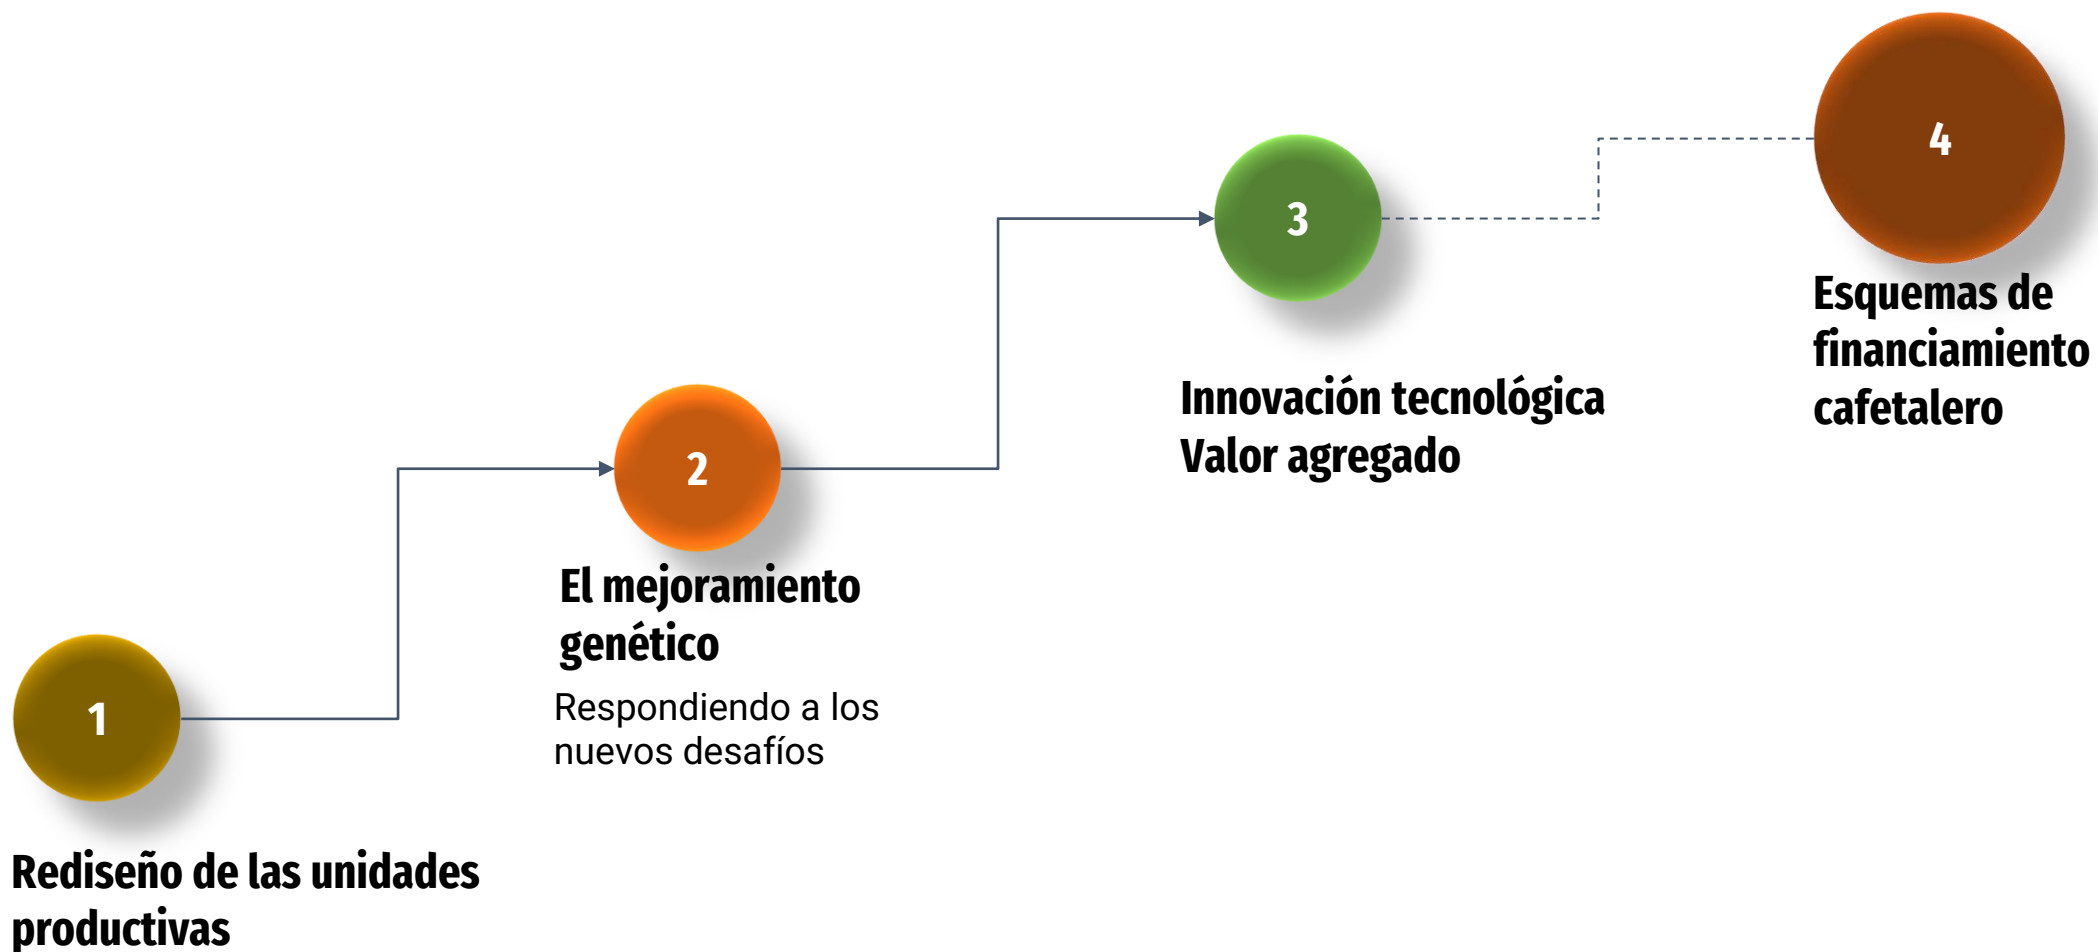 1
Rediseño de las unidades
productivas
2
El mejoramiento
genético
Respondiendo a los
nuevos desafíos
3
Innovación tecnológica
Valor agregado
4
Esquemas de
financiamiento
cafetalero